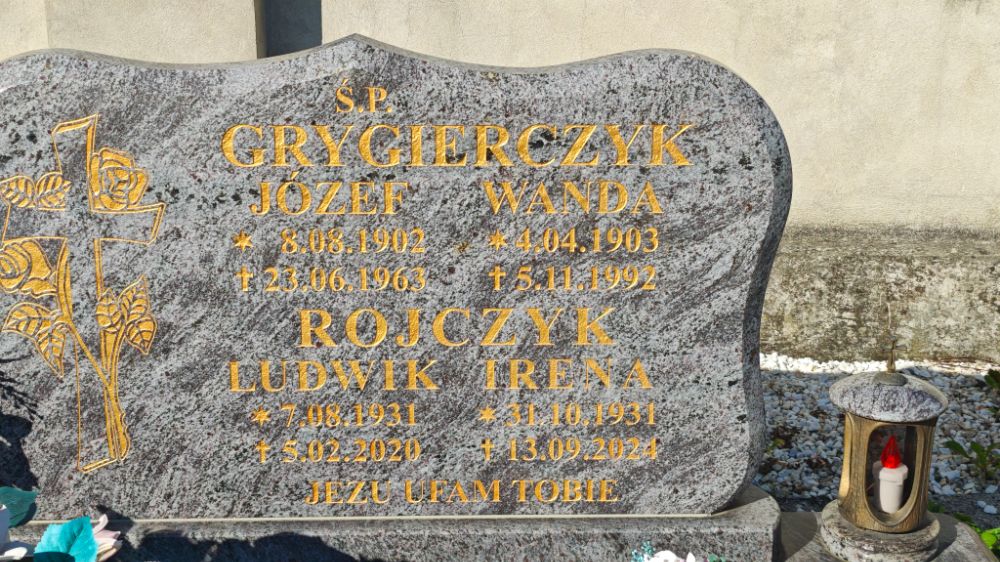 Ś.P.
GRYGIERCZYK
JÓZEF WANDA
* 8.08.1902 * 4.04.1903
† 23.06.1963 † 5.11.1992
ROJCZYK
LUDWIK IRENA
* 7.08.1931 * 31.10.1931
† 5.02.2020 † 13.09.2024
JEZU UFAM TOBIE